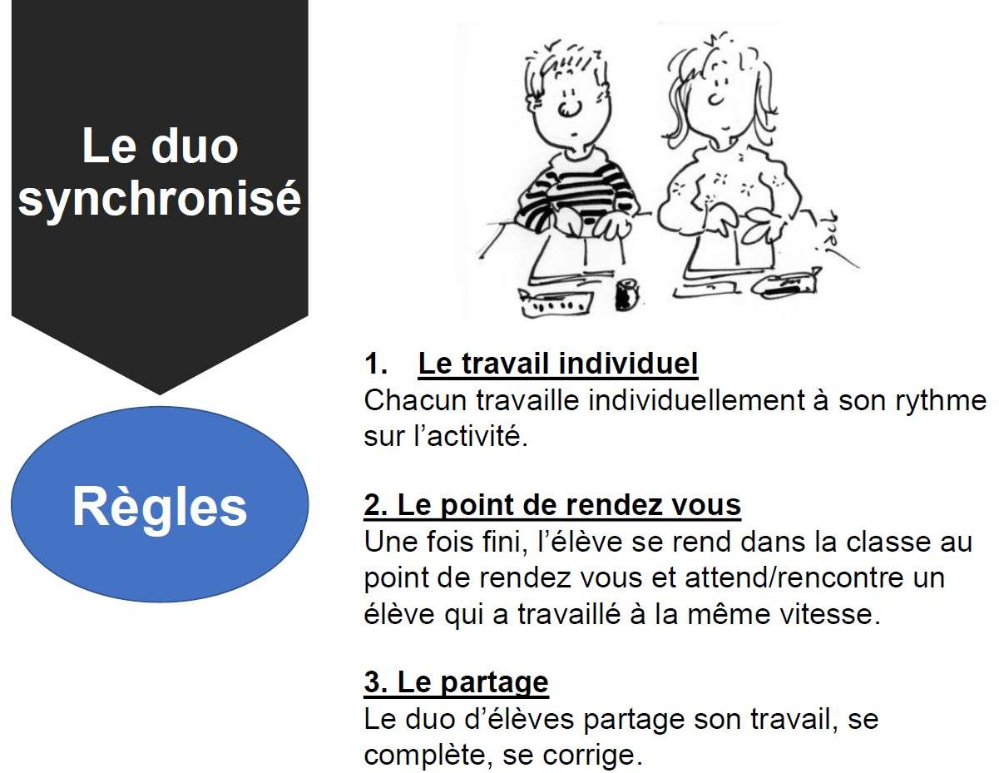 Le duo
synchronisé
Règles
1. Le travail individuel
Chacun travaille individuellement à son rythme
sur l’activité.
2. Le point de rendez vous
Une fois fini, l’élève se rend dans la classe au
point de rendez vous et attend/rencontre un
élève qui a travaillé à la même vitesse.
3. Le partage
Le duo d’élèves partage son travail, se
complète, se corrige.